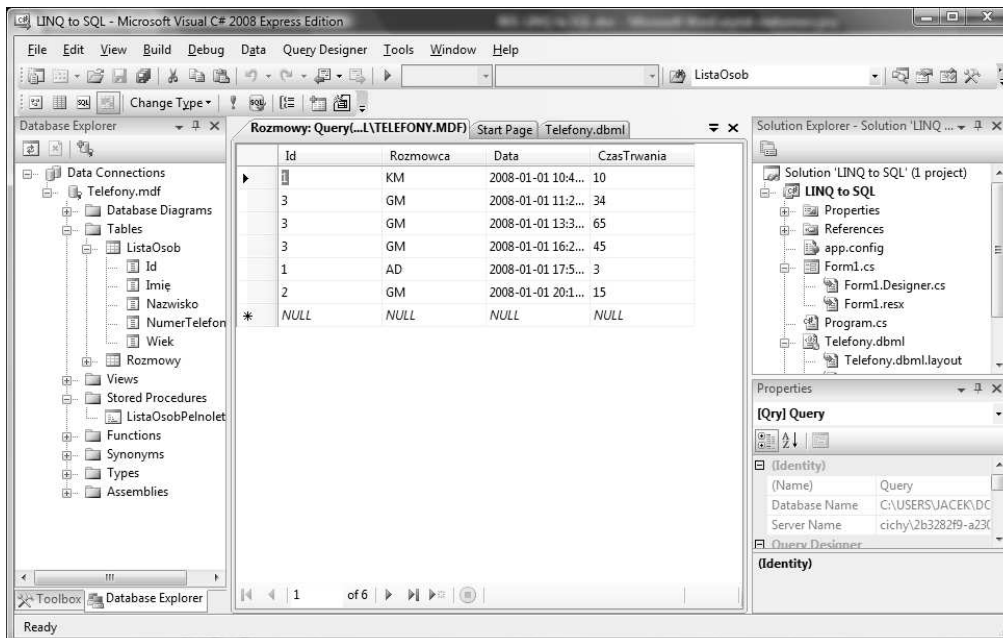 LINQ to SQL - Microsoft Visual C# 2008 Express Edition
File Edit View Build Debug Data Query Designer Tools Window Help
ListaOsob
Change Type
Database Explorer
Data Connections
Telefony.mdf
Database Diagrams
Tables
ListaOsob
Id
Imię
Nazwisko
NumerTelefon
Wiek
Rozmowy
Views
Stored Procedures
ListaOsobPelnolet
Functions
Synonyms
Types
Assemblies
Toolbox Database Explorer
Rozmowy: Query(...L\TELEFONY.MDF) Start Page Telefony.dbml
Id Rozmowca Data CzasTrwania
1 KM 2008-01-01 10:4... 10
3 GM 2008-01-01 11:2... 34
3 GM 2008-01-01 13:3... 65
3 GM 2008-01-01 16:2... 45
1 AD 2008-01-01 17:5... 3
2 GM 2008-01-01 20:1... 15
NULL NULL NULL NULL
1 of 6
Solution Explorer - Solution 'LINQ ...
Solution 'LINQ to SQL' (1 project)
LINQ to SQL
Properties
References
app.config
Form1.cs
Form1.Designer.cs
Form1.resx
Program.cs
Telefony.dbml
Telefony.dbml.layout
Properties
[Qry] Query
(Identity)
(Name) Query
Database Name C:\USERS\JACEK\DC
Server Name cichy\2b3282f9-a230
Query Designer
(Identity)
Ready